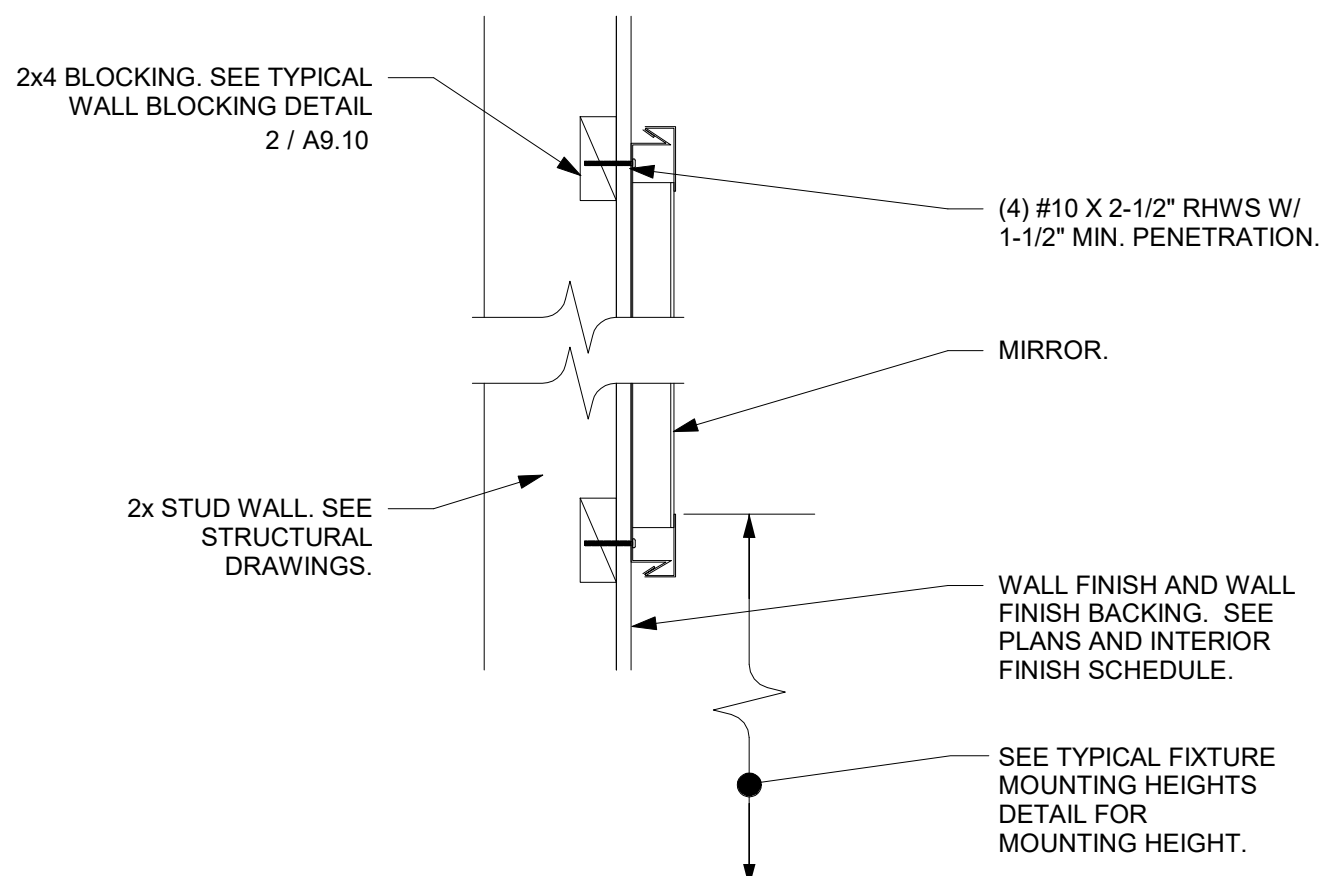 2x4 BLOCKING. SEE TYPICAL
WALL BLOCKING DETAIL
2 / A9.10
(4) #10 X 2-1/2" RHWS W/
1-1/2" MIN. PENETRATION.
MIRROR.
2x STUD WALL. SEE
STRUCTURAL
DRAWINGS.
WALL FINISH AND WALL
FINISH BACKING.  SEE
PLANS AND INTERIOR
FINISH SCHEDULE.
SEE TYPICAL FIXTURE
MOUNTING HEIGHTS
DETAIL FOR
MOUNTING HEIGHT.